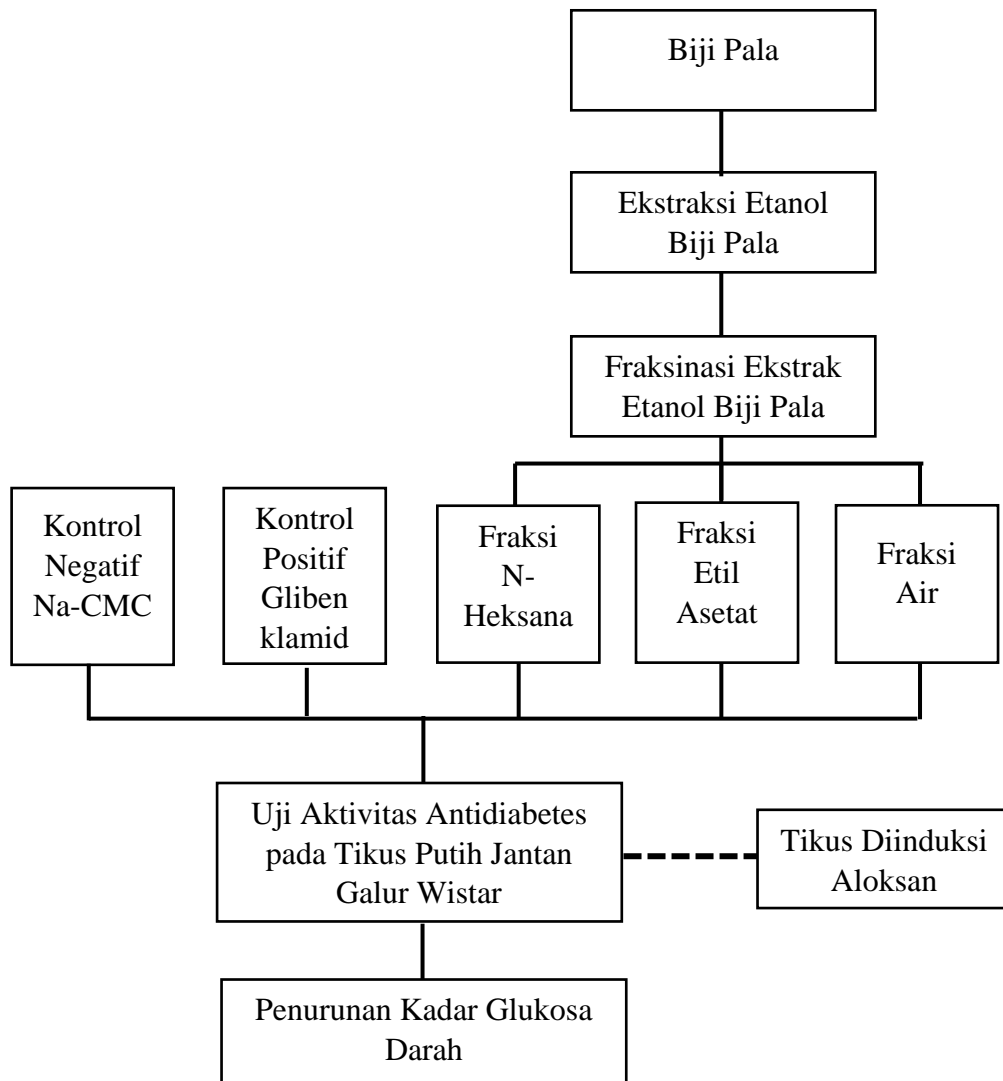 Biji Pala
Ekstraksi Etanol
Biji Pala
Fraksinasi Ekstrak
Etanol Biji Pala
Kontrol
Negatif
Na-CMC
Kontrol
Positif
Gliben
klamid
Fraksi
N-
Heksana
Fraksi
Etil
Asetat
Fraksi
Air
Uji Aktivitas Antidiabetes
pada Tikus Putih Jantan
Galur Wistar
Tikus Diinduksi
Aloksan
Penurunan Kadar Glukosa
Darah